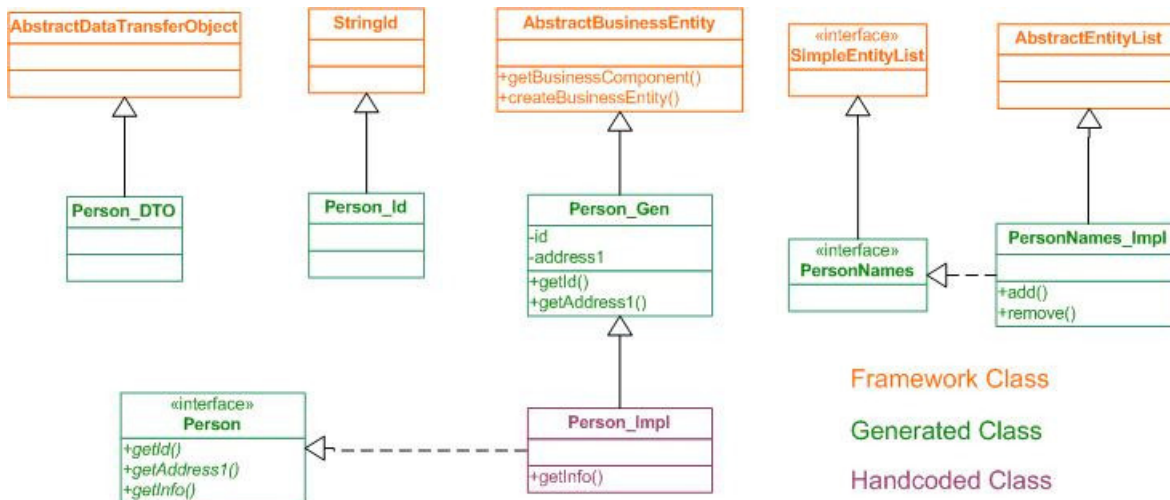 AbstractDataTransferObject
StringId
AbstractBusinessEntity
+getBusinessComponent()
+createBusinessEntity()
«interface»
SimpleEntityList
AbstractEntityList
Person_DTO
Person_Id
Person_Gen
-id
-address1
+getId()
+getAddress1()
«interface»
PersonNames
PersonNames_Impl
+add()
+remove()
«interface»
Person
+getId()
+getAddress1()
+getInfo()
Person_Impl
+getInfo()
Framework Class
Generated Class
Handcoded Class